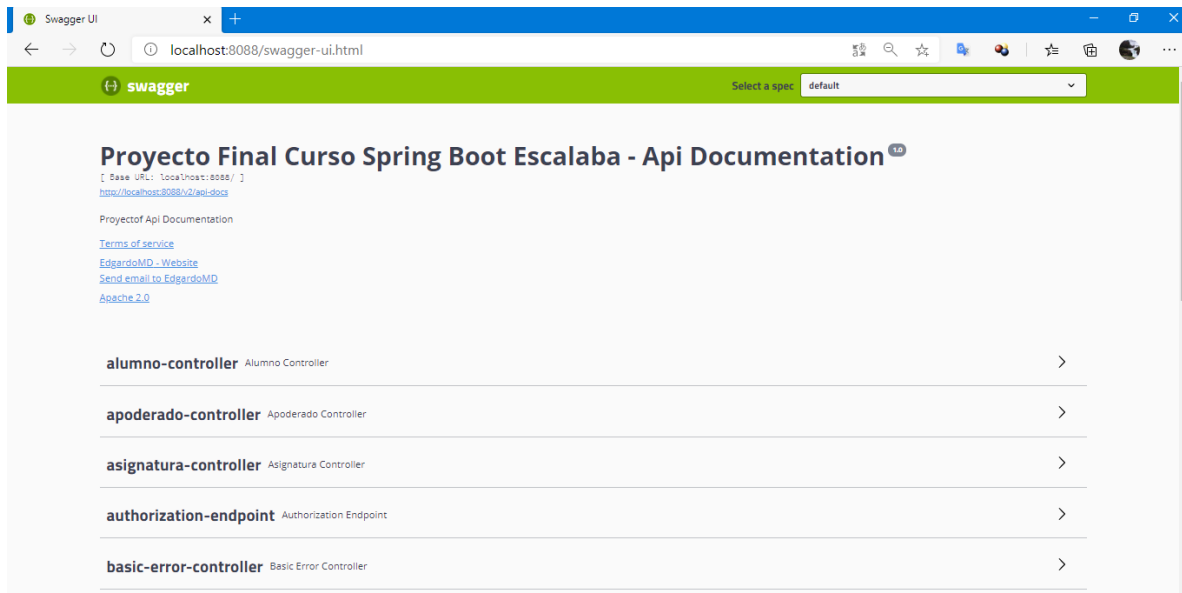 Swagger UI
localhost:8088/swagger-ui.html
swagger
Select a spec default
Proyecto Final Curso Spring Boot Escalaba - Api Documentation 1.0
[ Base URL: localhost:8088/ ]
http://localhost:8088/v2/api-docs
Proyectof Api Documentation
Terms of service
EdgardoMD - Website
Send email to EdgardoMD
Apache 2.0
alumno-controller Alumno Controller
apoderado-controller Apoderado Controller
asignatura-controller Asignatura Controller
authorization-endpoint Authorization Endpoint
basic-error-controller Basic Error Controller